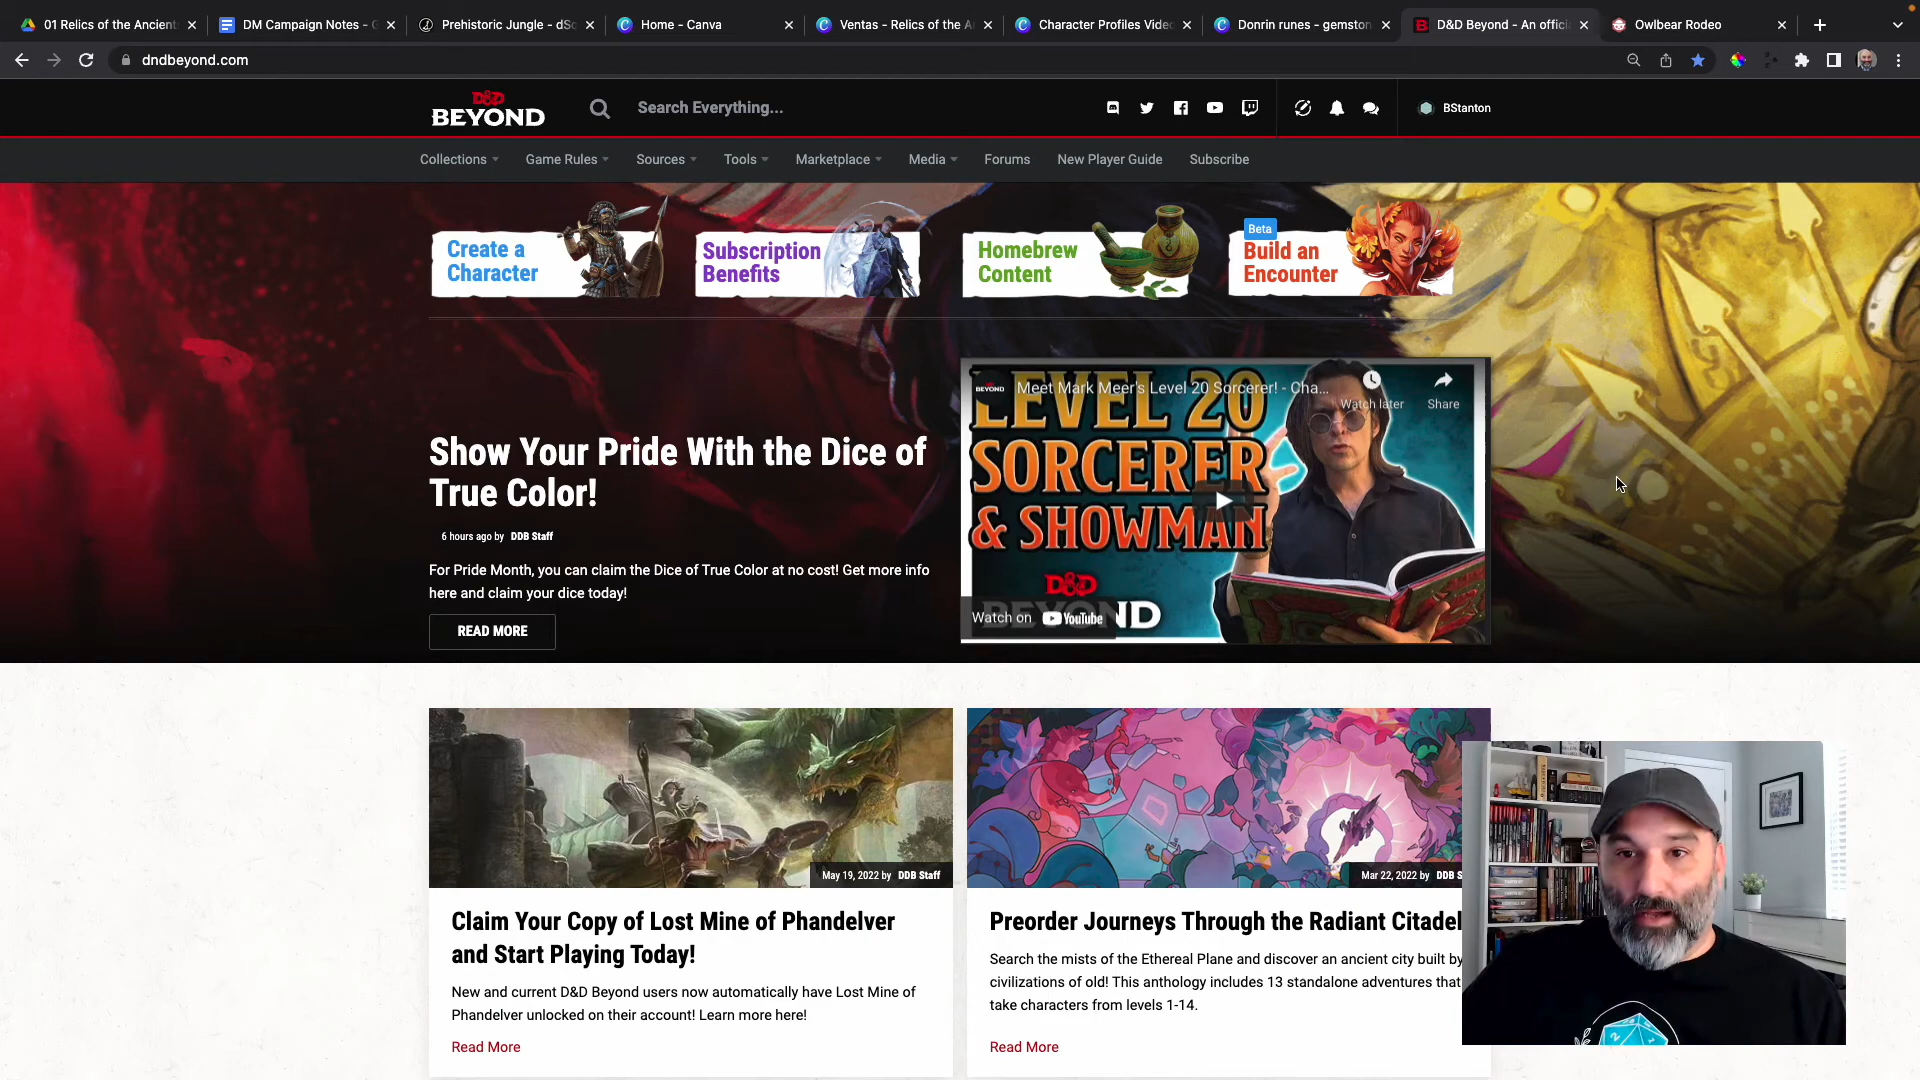 01 Relics of the Ancient
DM Campaign Notes - G
Prehistoric Jungle - dSc
Home - Canva
Ventas - Relics of the A
Character Profiles Video
Donrin runes - gemston
D&D Beyond - An offici
Owlbear Rodeo
dndbeyond.com
D&D
BEYOND
Search Everything...
BStanton
Collections
Game Rules
Sources
Tools
Marketplace
Media
Forums
New Player Guide
Subscribe
Create a
Character
Subscription
Benefits
Homebrew
Content
Beta
Build an
Encounter
Show Your Pride With the Dice of
True Color!
6 hours ago by DDB Staff
For Pride Month, you can claim the Dice of True Color at no cost! Get more info
here and claim your dice today!
READ MORE
BEYOND
Meet Mark Meer's Level 20 Sorcerer! - Cha...
Watch later
Share
LEVEL 20
SORCERER
& SHOWMAN
D&D
BEYOND
Watch on YouTube
May 19, 2022 by DDB Staff
Mar 22, 2022 by DDB S
Claim Your Copy of Lost Mine of Phandelver
and Start Playing Today!
New and current D&D Beyond users now automatically have Lost Mine of
Phandelver unlocked on their account! Learn more here!
Read More
Preorder Journeys Through the Radiant Citadel
Search the mists of the Ethereal Plane and discover an ancient city built by
civilizations of old! This anthology includes 13 standalone adventures that
take characters from levels 1-14.
Read More